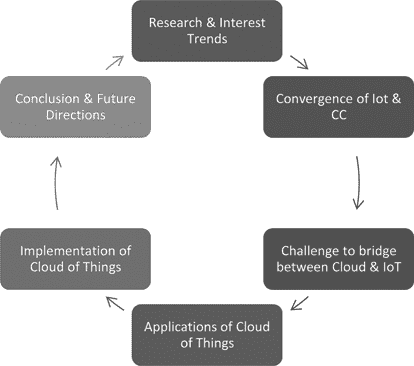 Research & Interest
Trends
Convergence of Iot &
CC
Challenge to bridge
between Cloud & IoT
Applications of Cloud
of Things
Implementation of
Cloud of Things
Conclusion & Future
Directions